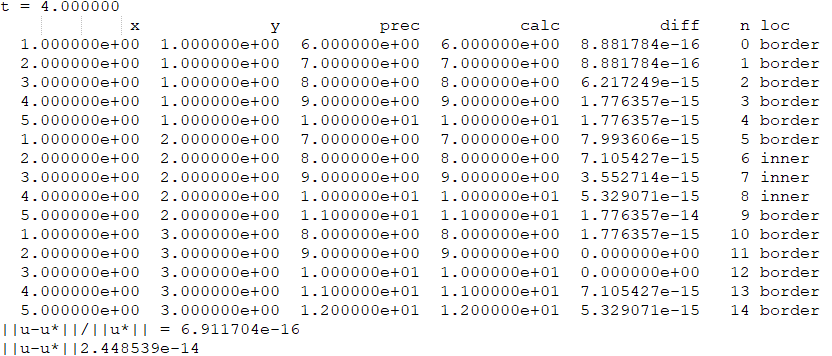 t = 4.000000
x y prec calc diff n loc
1.000000e+00 1.000000e+00 6.000000e+00 6.000000e+00 8.881784e-16 0 border
2.000000e+00 1.000000e+00 7.000000e+00 7.000000e+00 8.881784e-16 1 border
3.000000e+00 1.000000e+00 8.000000e+00 8.000000e+00 6.217249e-15 2 border
4.000000e+00 1.000000e+00 9.000000e+00 9.000000e+00 1.776357e-15 3 border
5.000000e+00 1.000000e+00 1.000000e+01 1.000000e+01 1.776357e-15 4 border
1.000000e+00 2.000000e+00 7.000000e+00 7.000000e+00 7.993606e-15 5 border
2.000000e+00 2.000000e+00 8.000000e+00 8.000000e+00 7.105427e-15 6 inner
3.000000e+00 2.000000e+00 9.000000e+00 9.000000e+00 3.552714e-15 7 inner
4.000000e+00 2.000000e+00 1.000000e+01 1.000000e+01 5.329071e-15 8 inner
5.000000e+00 2.000000e+00 1.100000e+01 1.100000e+01 1.776357e-14 9 border
1.000000e+00 3.000000e+00 8.000000e+00 8.000000e+00 1.776357e-15 10 border
2.000000e+00 3.000000e+00 9.000000e+00 9.000000e+00 0.000000e+00 11 border
3.000000e+00 3.000000e+00 1.000000e+01 1.000000e+01 0.000000e+00 12 border
4.000000e+00 3.000000e+00 1.100000e+01 1.100000e+01 7.105427e-15 13 border
5.000000e+00 3.000000e+00 1.200000e+01 1.200000e+01 5.329071e-15 14 border
||u-u*||/||u*|| = 6.911704e-16
||u-u*||2.448539e-14